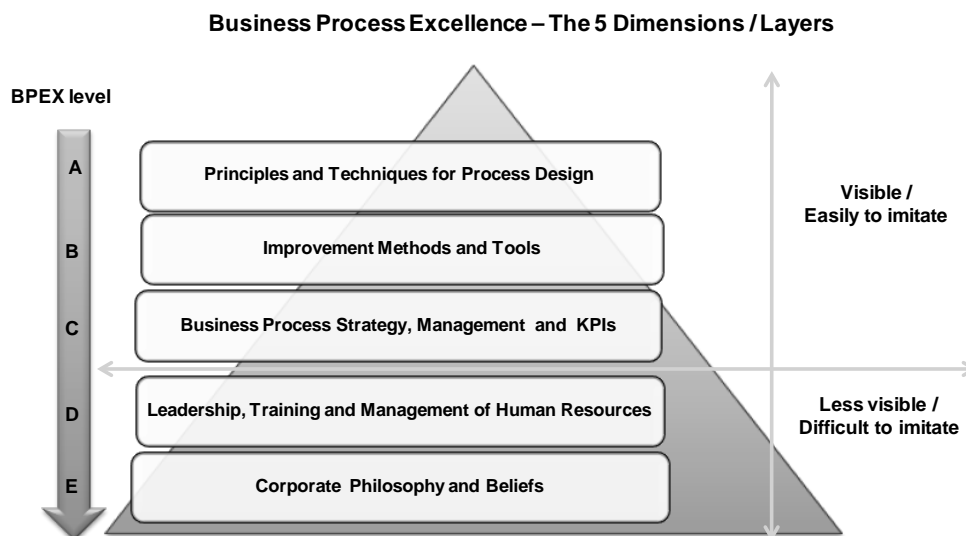 Business Process Excellence – The 5 Dimensions / Layers
BPEX level
A
Principles and Techniques for Process Design
Visible /
Easily to imitate
B
Improvement Methods and Tools
C
Business Process Strategy, Management and KPIs
D
Leadership, Training and Management of Human Resources
Less visible /
Difficult to imitate
E
Corporate Philosophy and Beliefs